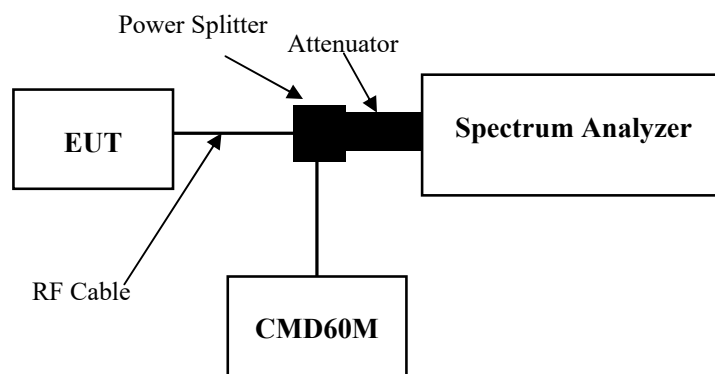 Power Splitter
Attenuator
EUT
Spectrum Analyzer
RF Cable
CMD60M